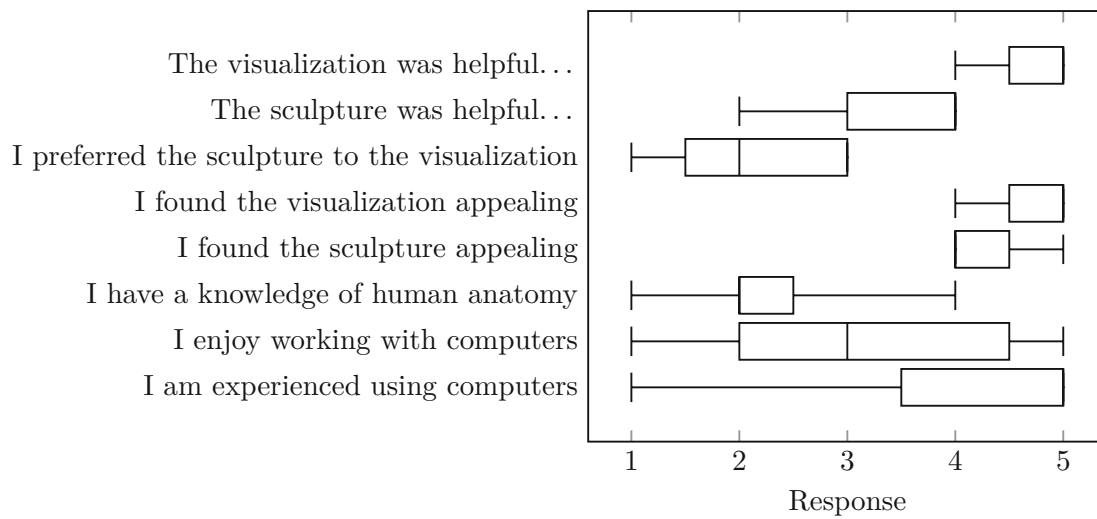 The visualization was helpful...
The sculpture was helpful...
I preferred the sculpture to the visualization
I found the visualization appealing
I found the sculpture appealing
I have a knowledge of human anatomy
I enjoy working with computers
I am experienced using computers
1 2 3 4 5
Response